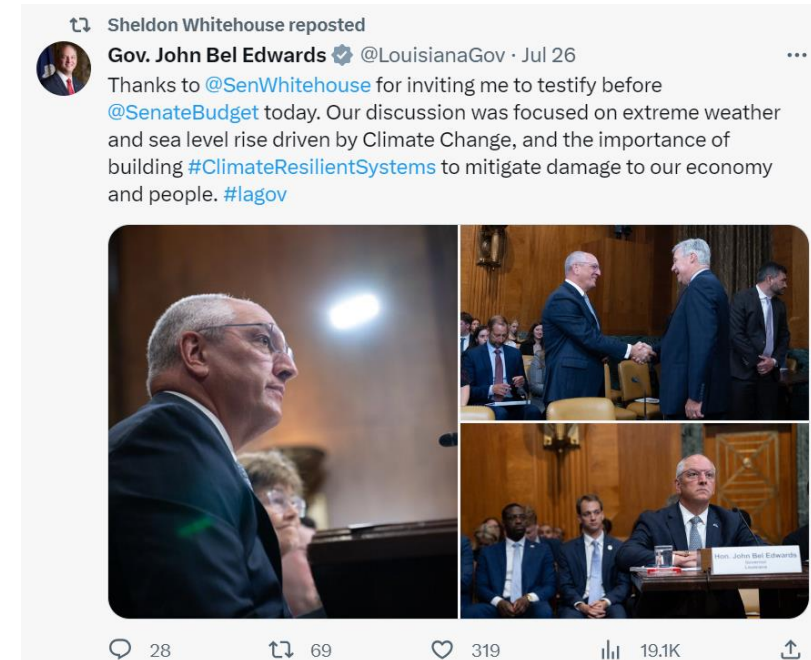 Sheldon Whitehouse reposted
Gov. John Bel Edwards @LouisianaGov · Jul 26
Thanks to @SenWhitehouse for inviting me to testify before
@SenateBudget today. Our discussion was focused on extreme weather
and sea level rise driven by Climate Change, and the importance of
building #ClimateResilientSystems to mitigate damage to our economy
and people. #lagov
Hon. John Bel Edwards
Governor
Louisiana
28 69 319 19.1K